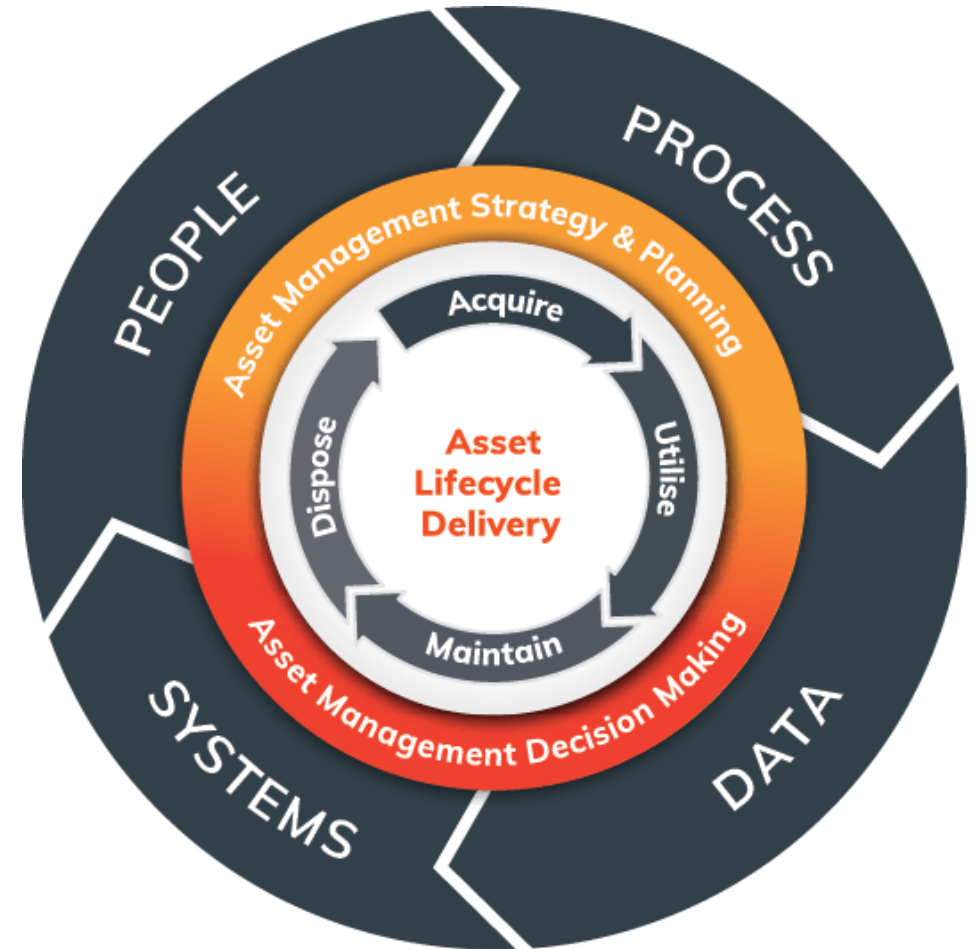 PEOPLE
PROCESS
DATA
SYSTEMS
Asset Management Strategy & Planning
Asset Management Decision Making
Acquire
Utilise
Maintain
Dispose
Asset
Lifecycle
Delivery